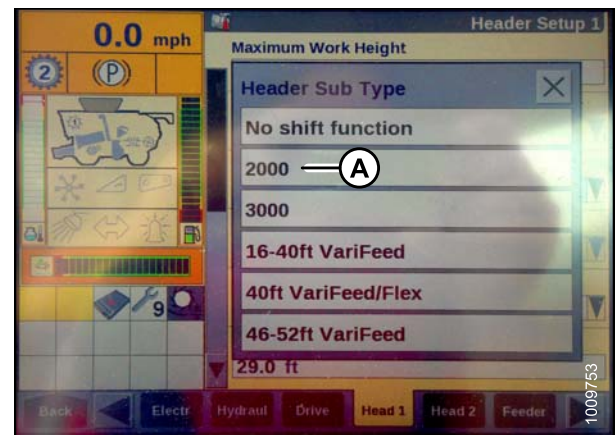 0.0 mph
Header Setup 1
Maximum Work Height
2
(P)
Header Sub Type
No shift function
2000
A
3000
16-40ft VariFeed
40ft VariFeed/Flex
46-52ft VariFeed
9
29.0 ft
Back
Electr
Hydraul
Drive
Head 1
Head 2
Feeder
1009753